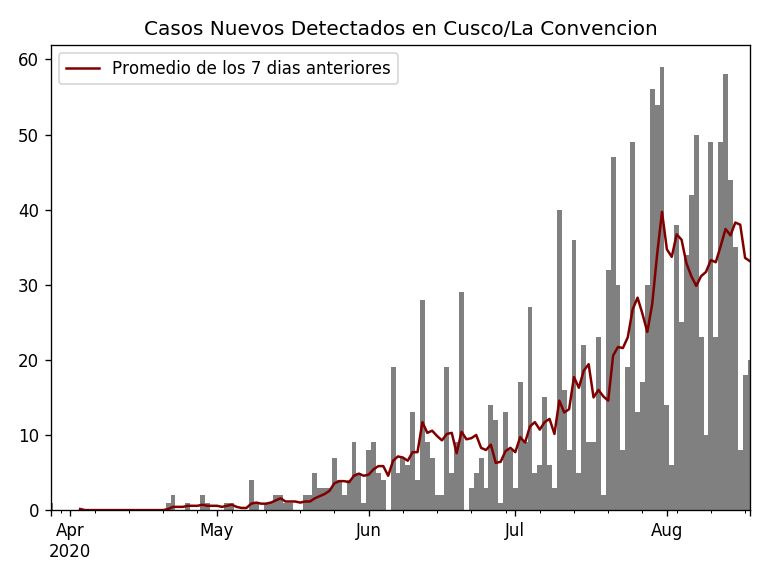 Casos Nuevos Detectados en Cusco/La Convencion
Promedio de los 7 dias anteriores
60
50
40
30
20
10
0
Apr May Jun Jul Aug
2020